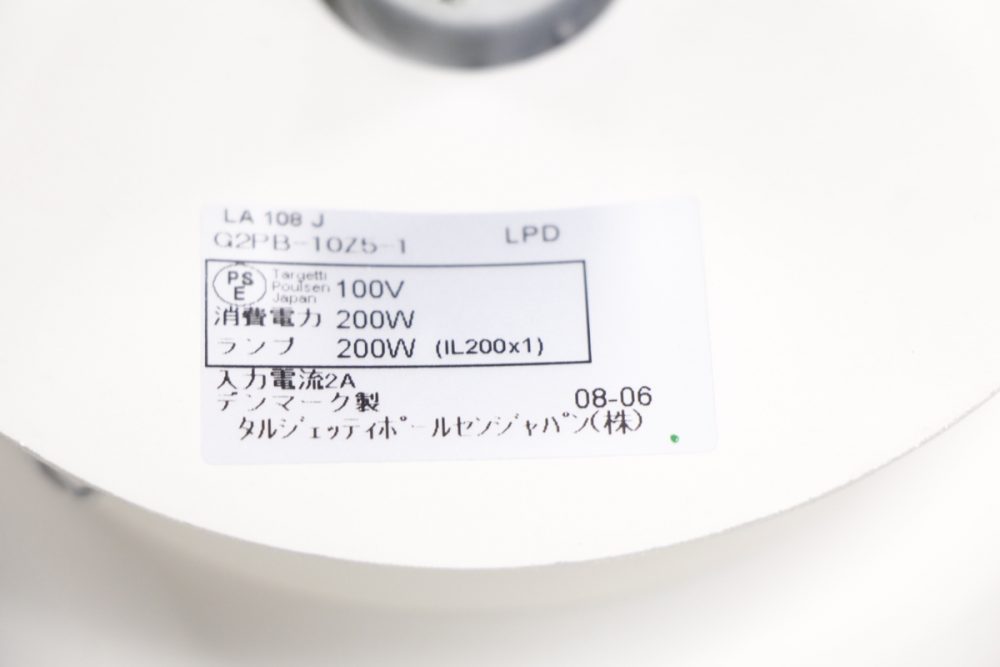 LA 108 J
G2PB-10Z5-1 LPD
PSE Targetti Poulsen Japan 100V
消費電力 200W
ランプ 200W (IL200x1)
入力電流2A
デンマーク製 08-06
タルジェッティポールセンジャパン(株)